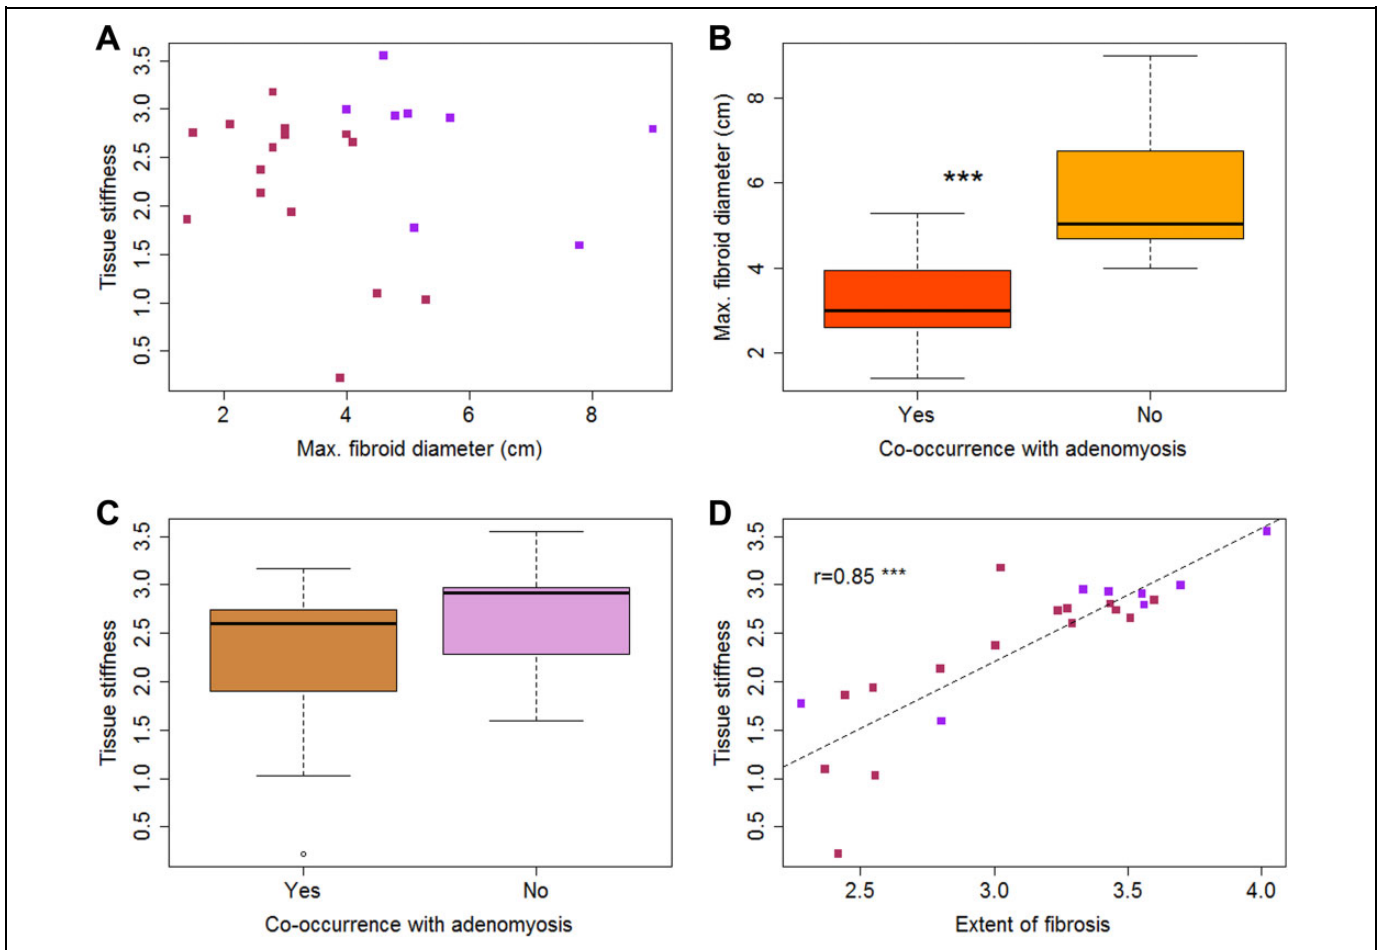 A
Tissue stiffness
3.5
3.0
2.5
2.0
1.5
1.0
0.5
2 4 6 8
Max. fibroid diameter (cm)
B
Max. fibroid diameter (cm)
8
6
4
2
***
Yes No
Co-occurrence with adenomyosis
C
Tissue stiffness
3.5
3.0
2.5
2.0
1.5
1.0
0.5
Yes No
Co-occurrence with adenomyosis
D
Tissue stiffness
3.5
3.0
2.5
2.0
1.5
1.0
0.5
r=0.85 ***
2.5 3.0 3.5 4.0
Extent of fibrosis